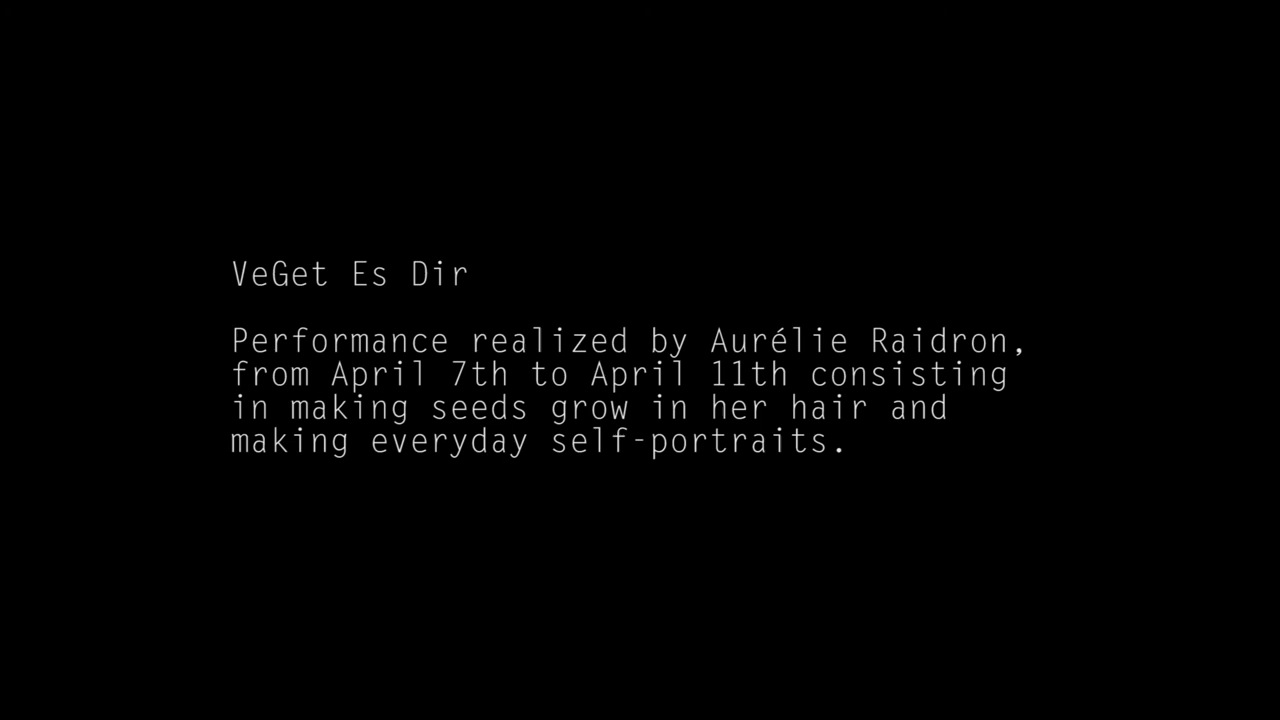 VeGet Es Dir
Performance realized by Aurélie Raidron,
from April 7th to April 11th consisting
in making seeds grow in her hair and
making everyday self-portraits.